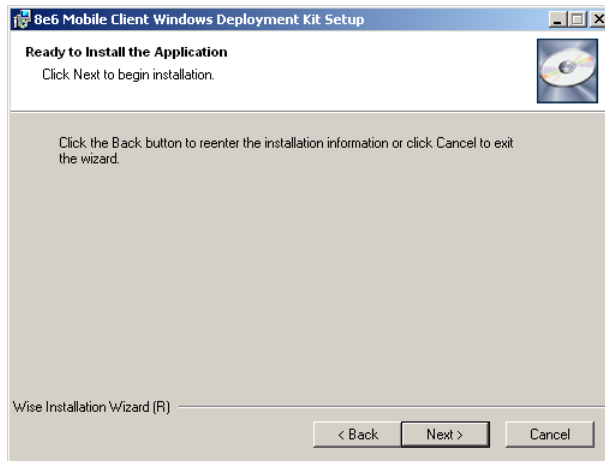 8e6 Mobile Client Windows Deployment Kit Setup
Ready to Install the Application
Click Next to begin installation.
Click the Back button to reenter the installation information or click Cancel to exit
the wizard.
Wise Installation Wizard (R)
< Back Next > Cancel